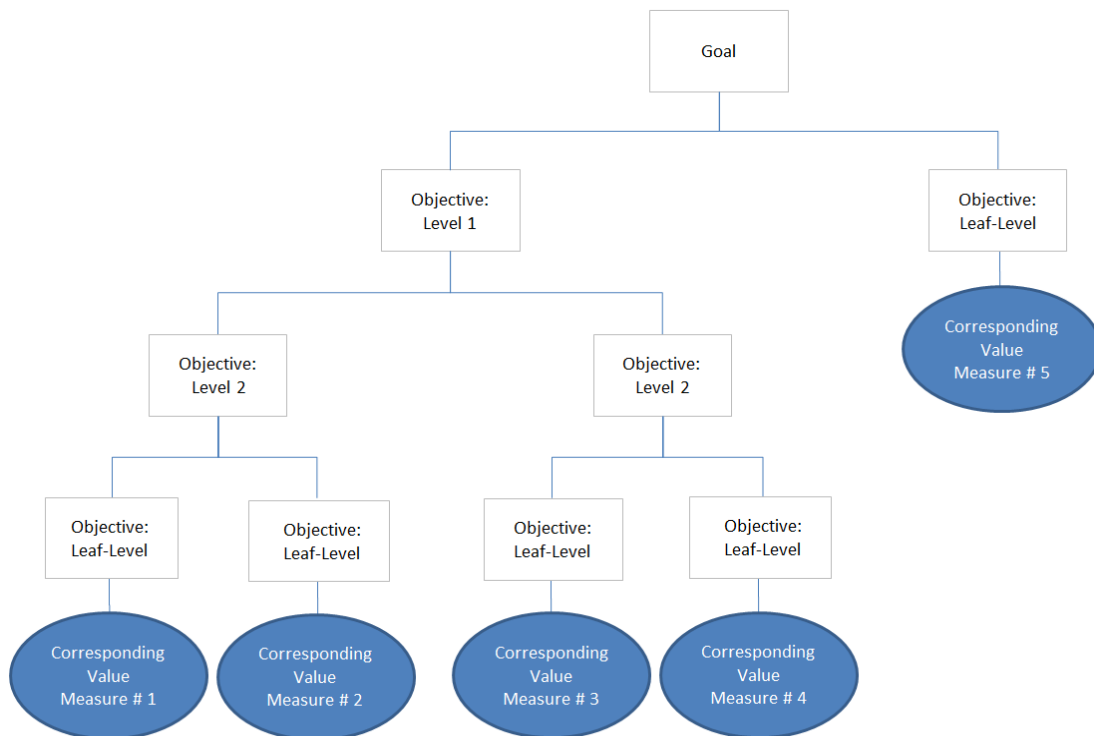 Goal
Objective:
Level 1
Objective:
Leaf-Level
Corresponding
Value
Measure # 5
Objective:
Level 2
Objective:
Level 2
Objective:
Leaf-Level
Objective:
Leaf-Level
Objective:
Leaf-Level
Objective:
Leaf-Level
Corresponding
Value
Measure # 1
Corresponding
Value
Measure # 2
Corresponding
Value
Measure # 3
Corresponding
Value
Measure # 4